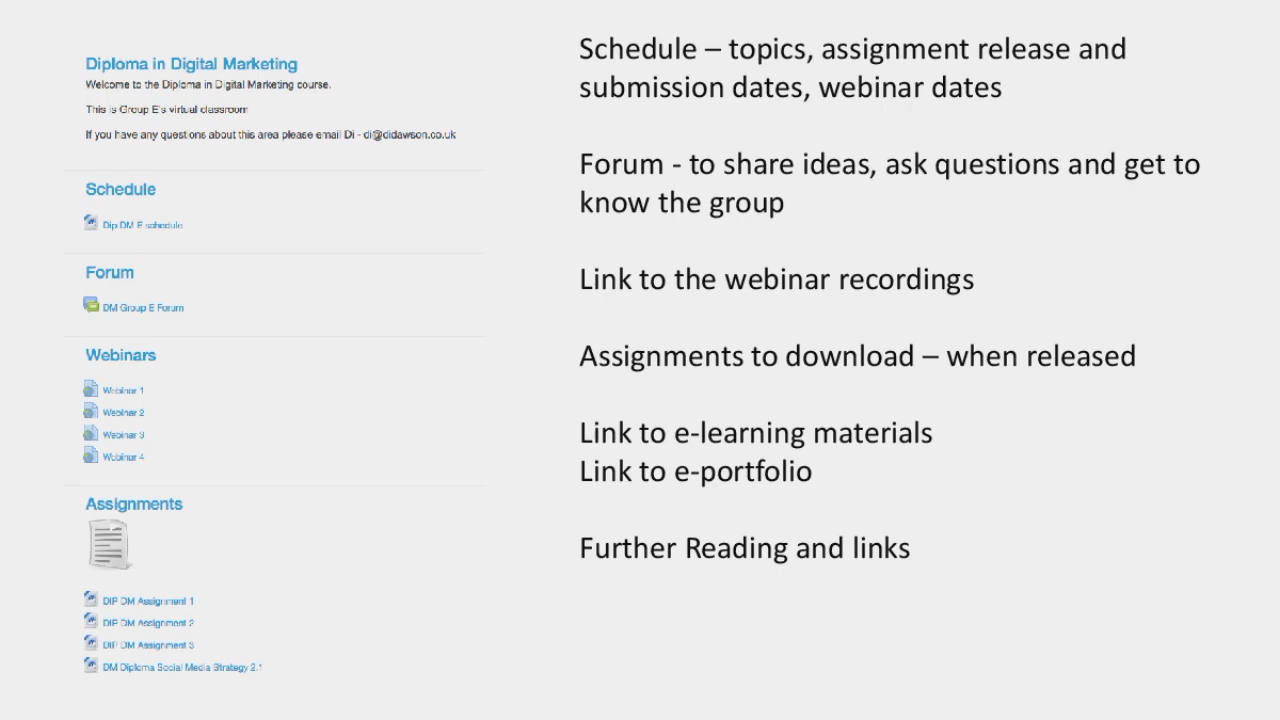 Diploma in Digital Marketing
Welcome to the Diploma in Digital Marketing course.
This is Group E's virtual classroom
If you have any questions about this area please email Di - di@didawson.co.uk
Schedule
Dip DM E schedule
Forum
DM Group E Forum
Webinars
Webinar 1
Webinar 2
Webinar 3
Webinar 4
Assignments
DIP DM Assignment 1
DIP DM Assignment 2
DIP DM Assignment 3
DM Diploma Social Media Strategy 2.1
Schedule – topics, assignment release and
submission dates, webinar dates
Forum - to share ideas, ask questions and get to
know the group
Link to the webinar recordings
Assignments to download – when released
Link to e-learning materials
Link to e-portfolio
Further Reading and links